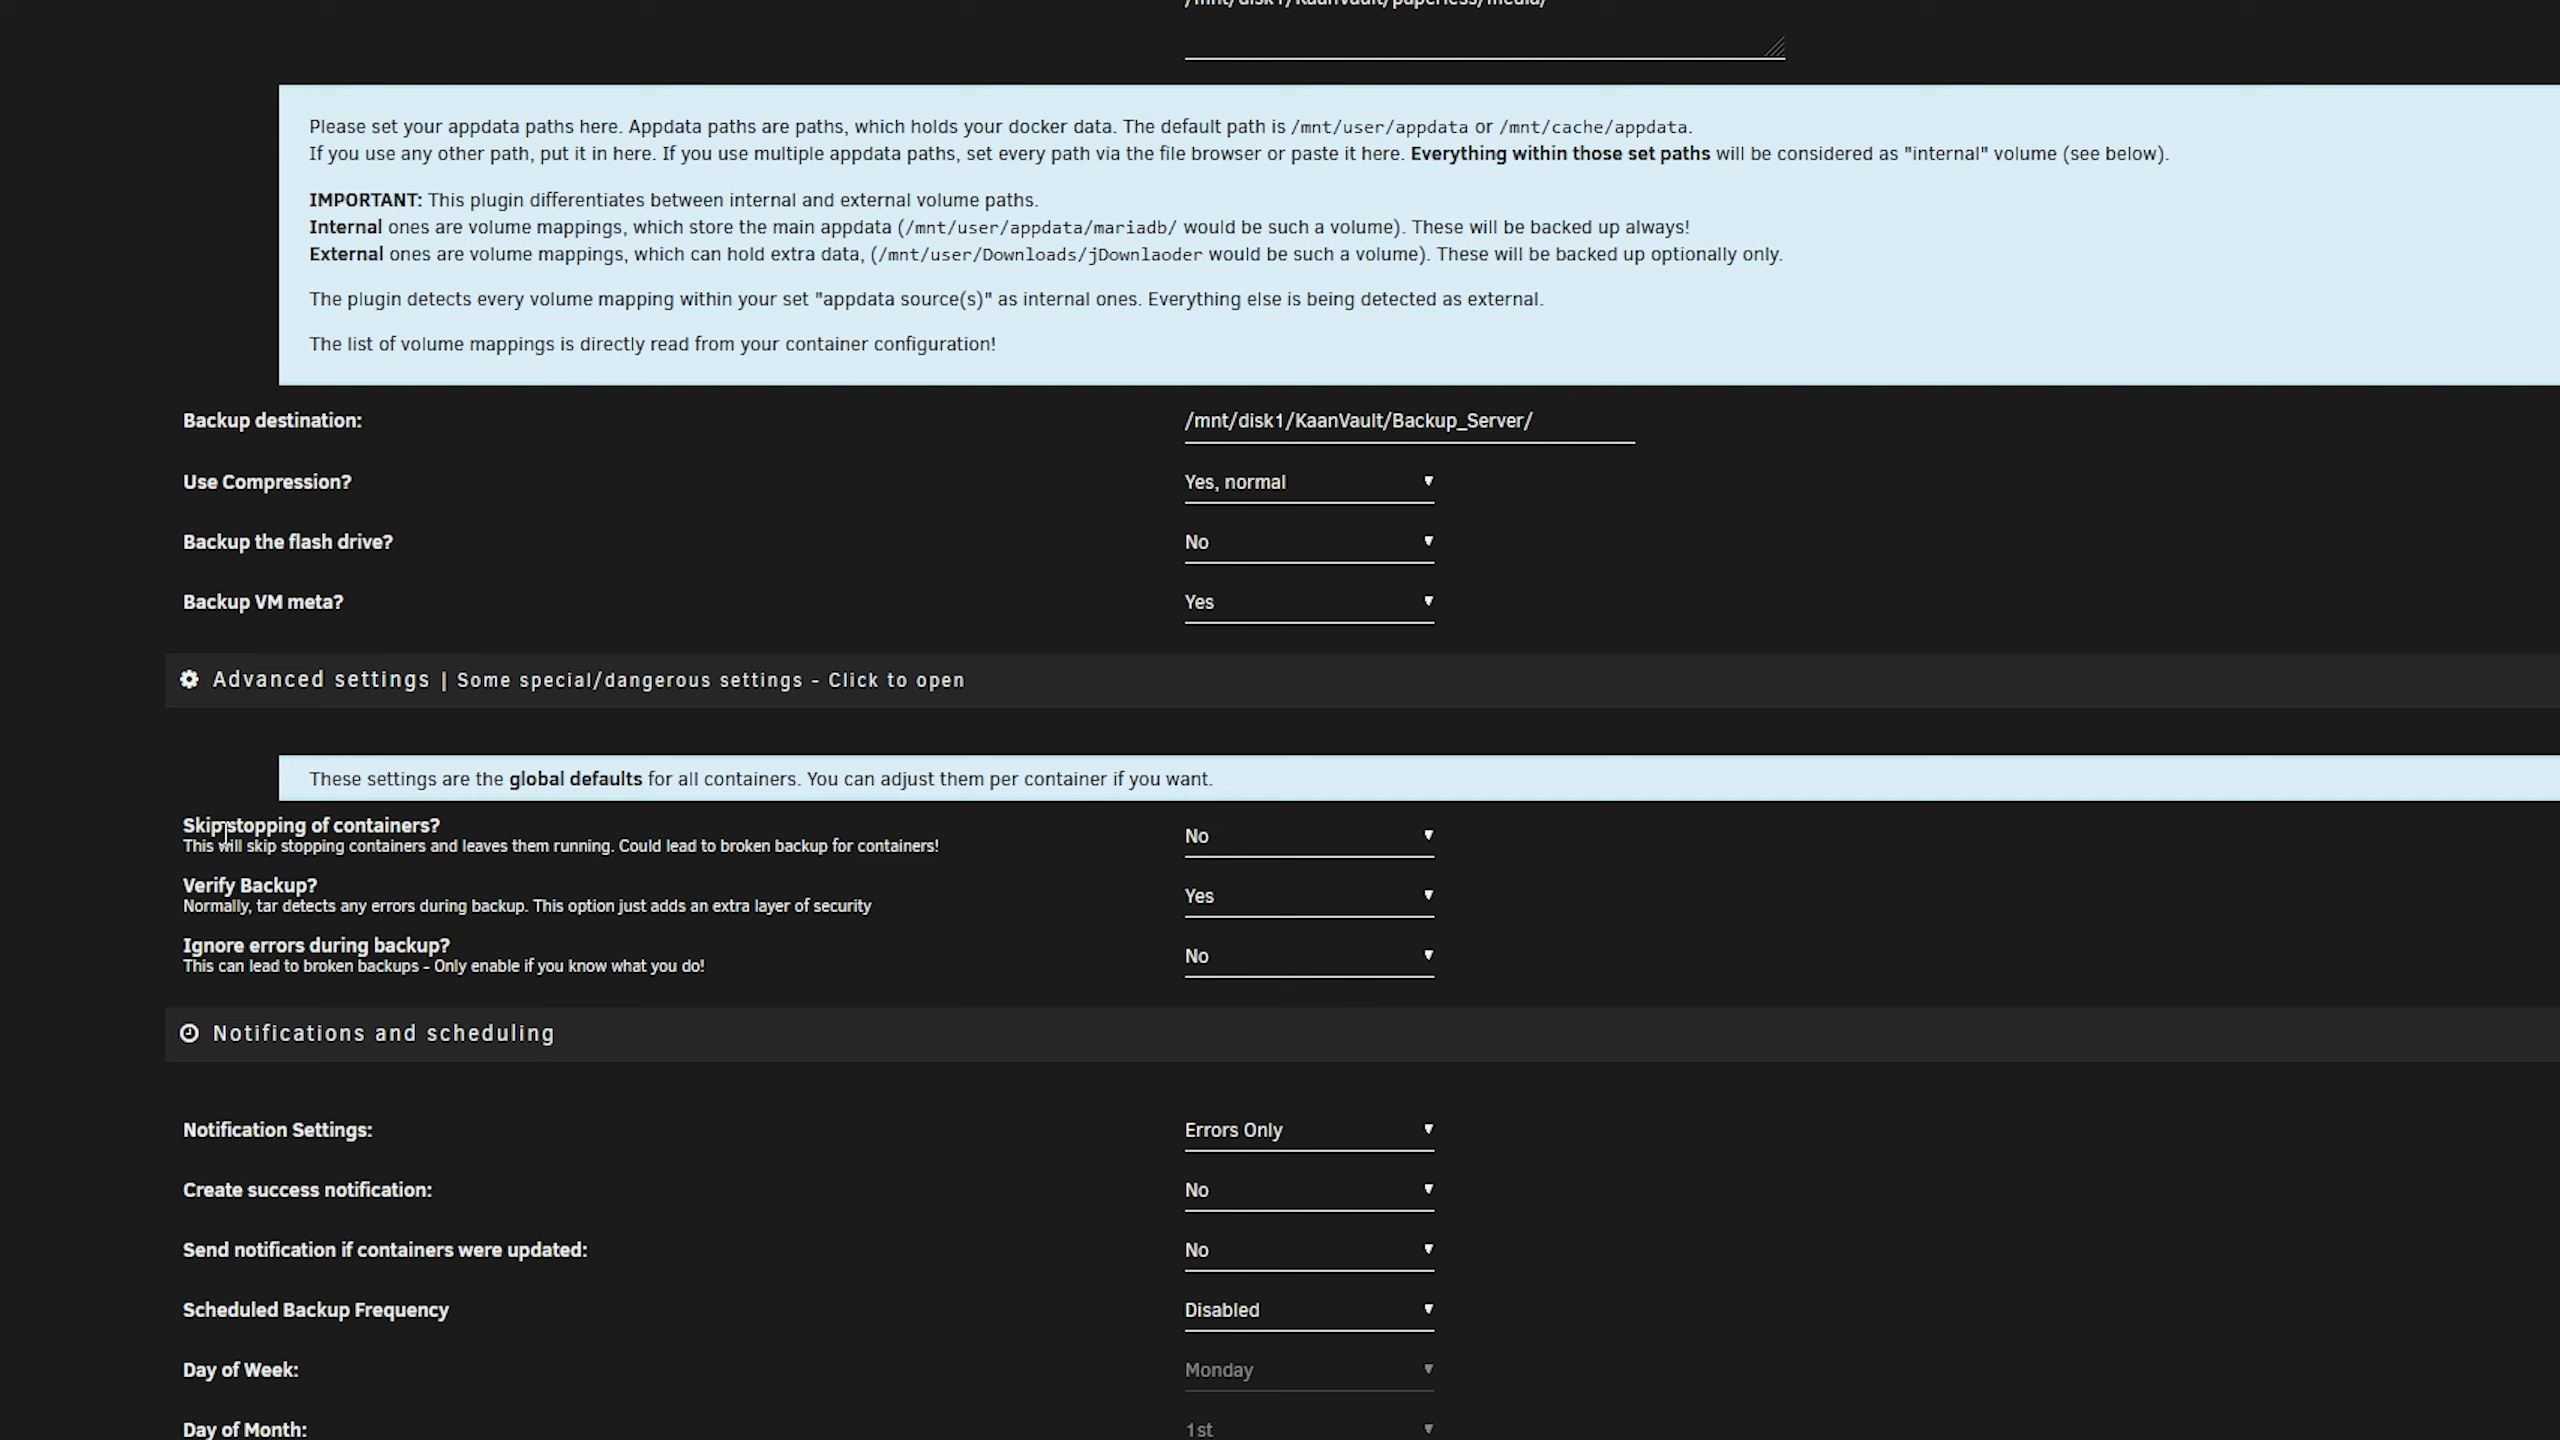 /mnt/disk1/KaanVault/paperless/media/
Please set your appdata paths here. Appdata paths are paths, which holds your docker data. The default path is /mnt/user/appdata or /mnt/cache/appdata.
If you use any other path, put it in here. If you use multiple appdata paths, set every path via the file browser or paste it here. Everything within those set paths will be considered as "internal" volume (see below).
IMPORTANT: This plugin differentiates between internal and external volume paths.
Internal ones are volume mappings, which store the main appdata (/mnt/user/appdata/mariadb/ would be such a volume). These will be backed up always!
External ones are volume mappings, which can hold extra data, (/mnt/user/Downloads/jDownlaoder would be such a volume). These will be backed up optionally only.
The plugin detects every volume mapping within your set "appdata source(s)" as internal ones. Everything else is being detected as external.
The list of volume mappings is directly read from your container configuration!
Backup destination: /mnt/disk1/KaanVault/Backup_Server/
Use Compression? Yes, normal
Backup the flash drive? No
Backup VM meta? Yes
Advanced settings | Some special/dangerous settings - Click to open
These settings are the global defaults for all containers. You can adjust them per container if you want.
Skip stopping of containers? No
This will skip stopping containers and leaves them running. Could lead to broken backup for containers!
Verify Backup? Yes
Normally, tar detects any errors during backup. This option just adds an extra layer of security
Ignore errors during backup? No
This can lead to broken backups - Only enable if you know what you do!
Notifications and scheduling
Notification Settings: Errors Only
Create success notification: No
Send notification if containers were updated: No
Scheduled Backup Frequency Disabled
Day of Week: Monday
Day of Month: 1st